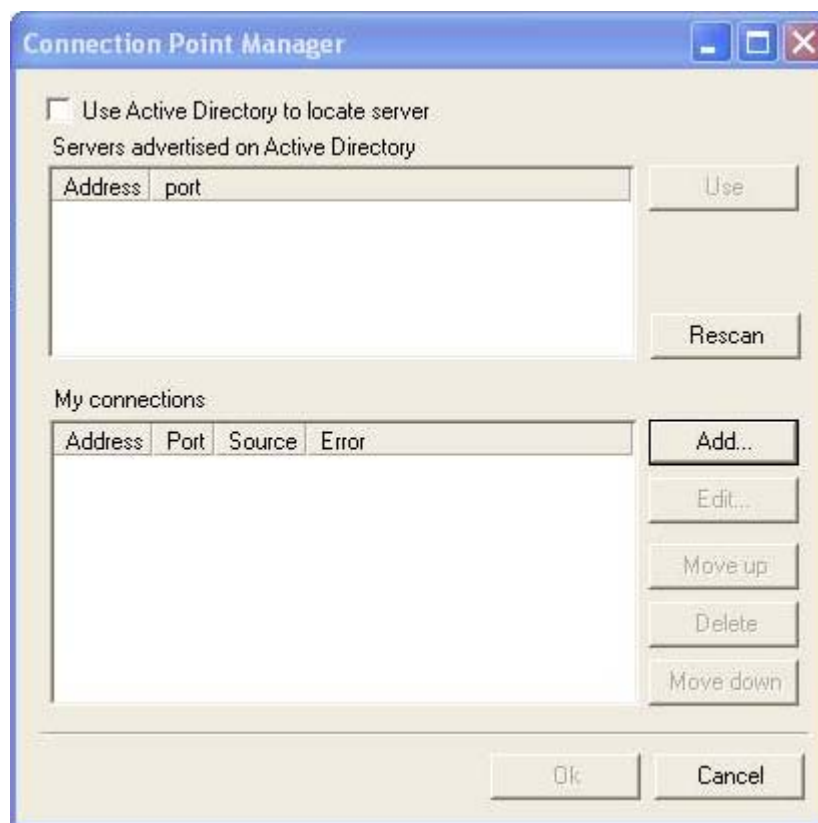 Connection Point Manager
Use Active Directory to locate server
Servers advertised on Active Directory
Address port
Use
Rescan
My connections
Address Port Source Error
Add...
Edit...
Move up
Delete
Move down
Ok Cancel